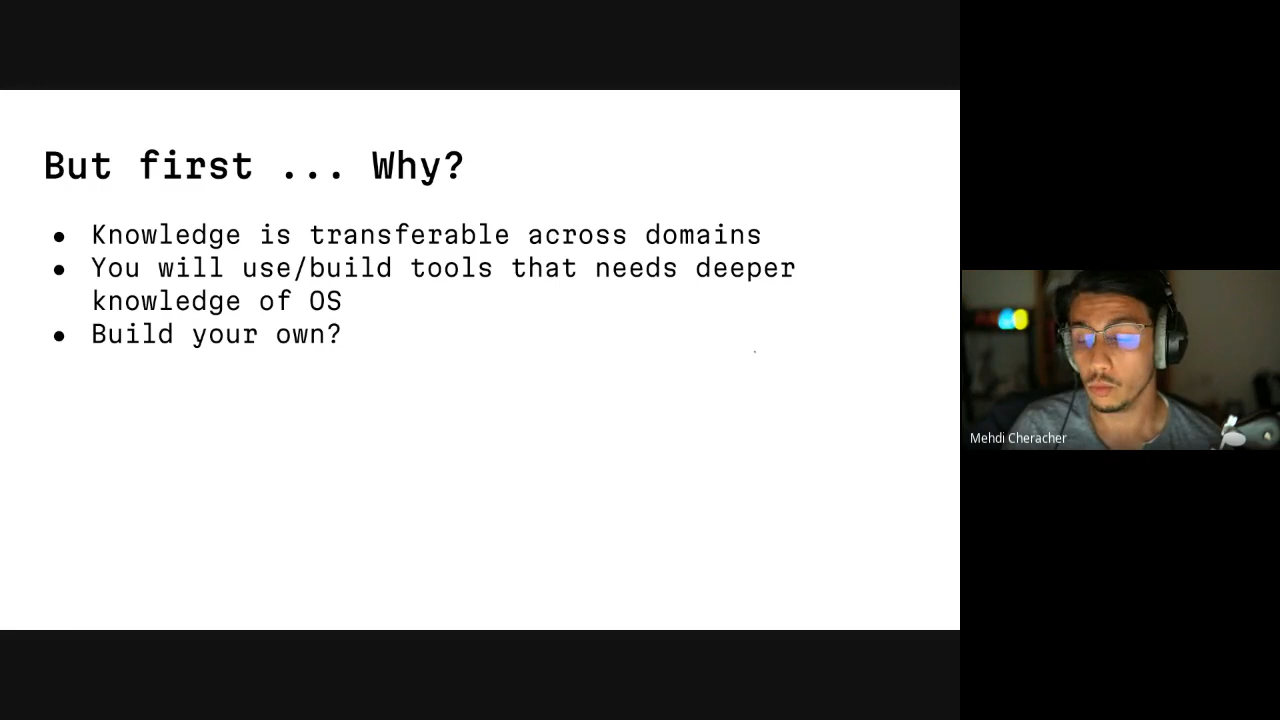 But first ... Why?
● Knowledge is transferable across domains
● You will use/build tools that needs deeper
knowledge of OS
● Build your own?
Mehdi Cheracher